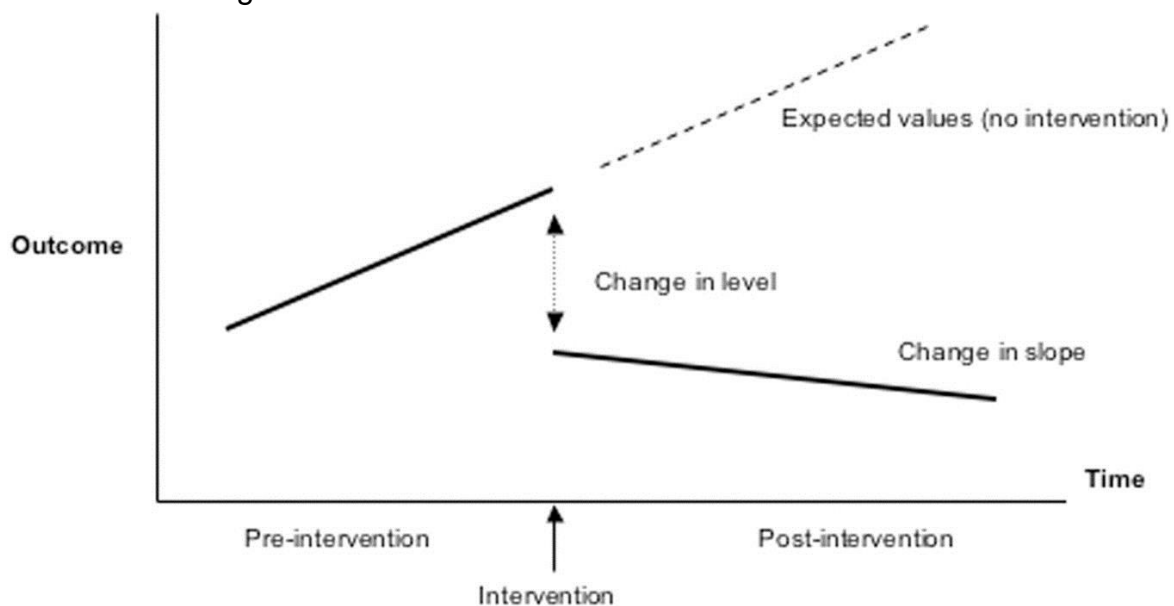 Expected values (no intervention)
Outcome
Change in level
Change in slope
Time
Pre-intervention
Post-intervention
Intervention